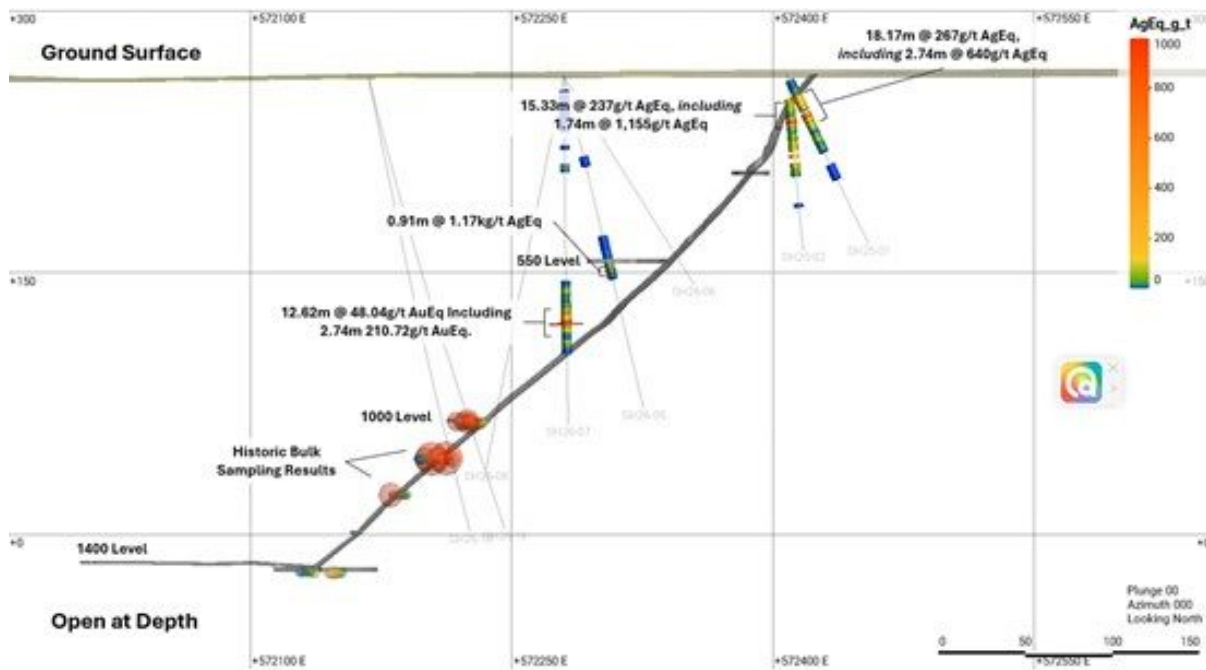 +300
+572100 E
+572250 E
+572400 E
+572550 E
AgEq_g_t
Ground Surface
18.17m @ 267g/t AgEq,
including 2.74m @ 640g/t AgEq
1000
800
600
400
200
0
15.33m @ 237g/t AgEq, including
1.74m @ 1,155g/t AgEq
0.91m @ 1.17kg/t AgEq
550 Level
+150
12.62m @ 48.04g/t AuEq Including
2.74m 210.72g/t AuEq.
1000 Level
Historic Bulk
Sampling Results
+0
1400 Level
Open at Depth
Plunge 00
Azimuth 000
Looking North
0
50
100
150
+572100 E
+572250 E
+572400 E
+572550 E